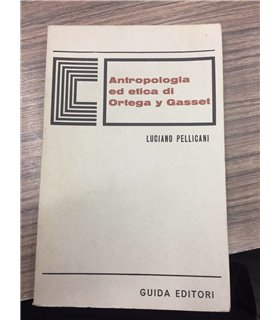 Antropologia
ed etica di
Ortega y Gasset
LUCIANO PELLICANI
GUIDA EDITORI